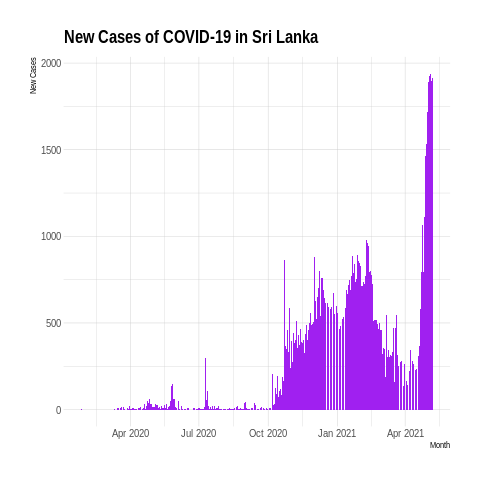 New Cases of COVID-19 in Sri Lanka
New Cases
2000
1500
1000
500
0
Apr 2020 Jul 2020 Oct 2020 Jan 2021 Apr 2021
Month